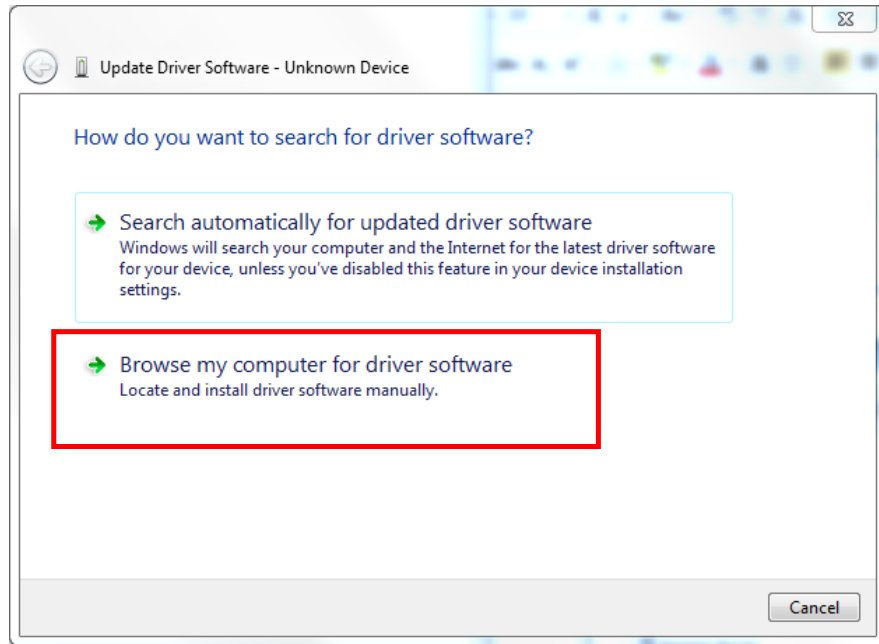 Update Driver Software - Unknown Device
How do you want to search for driver software?
Search automatically for updated driver software
Windows will search your computer and the Internet for the latest driver software
for your device, unless you've disabled this feature in your device installation
settings.
Browse my computer for driver software
Locate and install driver software manually.
Cancel